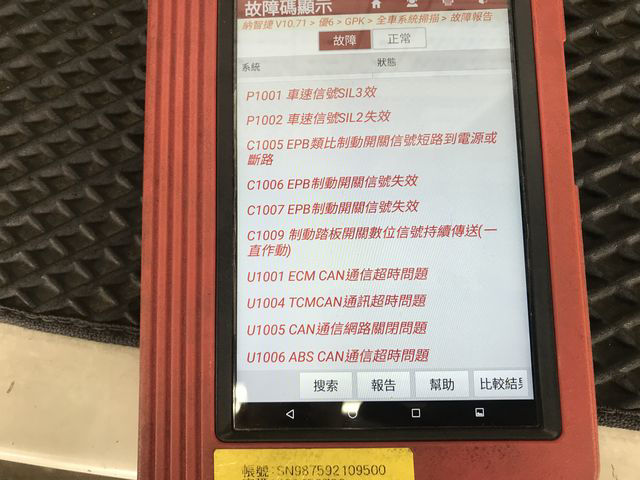 故障碼顯示
納智捷 V10.71 > 優6 > GPK > 全車系統掃描 > 故障報告
故障 正常
系統 狀態
P1001 車速信號SIL3效
P1002 車速信號SIL2失效
C1005 EPB類比制動開關信號短路到電源或
斷路
C1006 EPB制動開關信號失效
C1007 EPB制動開關信號失效
C1009 制動踏板開關數位信號持續傳送(一
直作動)
U1001 ECM CAN通信超時問題
U1004 TCMCAN通訊超時問題
U1005 CAN通信網路關閉問題
U1006 ABS CAN通信超時問題
搜索 報告 幫助 比較結
帳號:SN987592109500